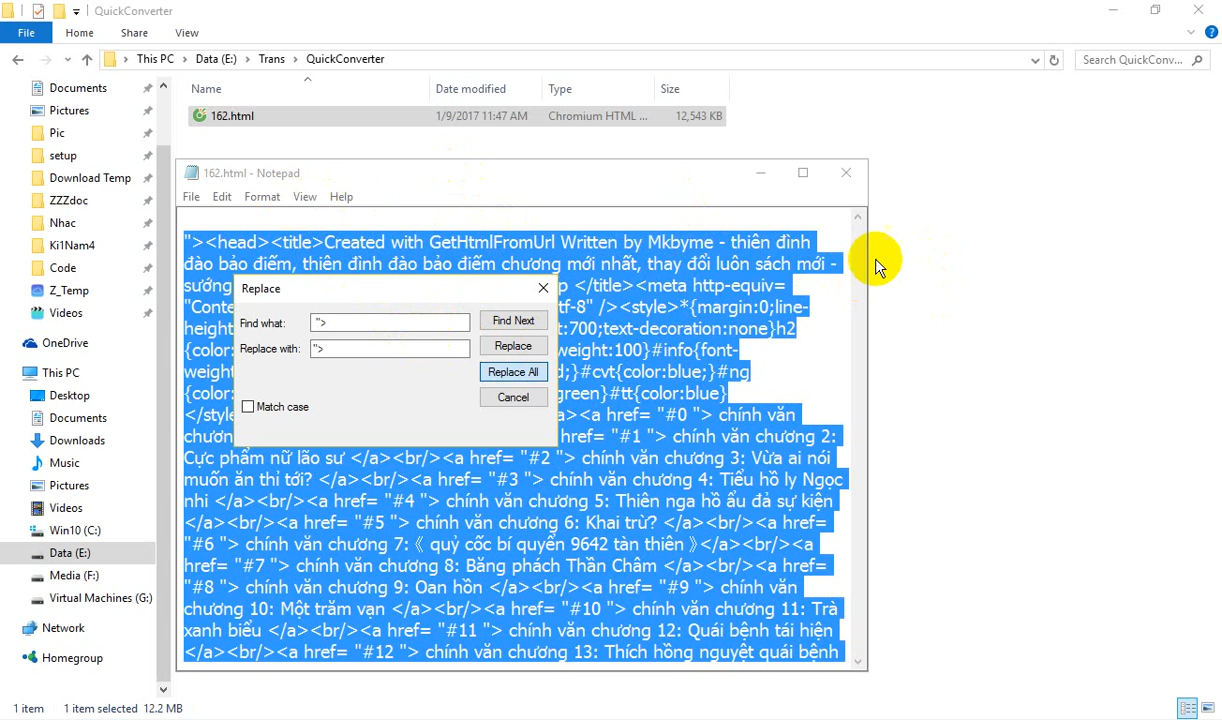 QuickConverter
File
Home
Share
View
This PC
Data (E:)
Trans
QuickConverter
Search QuickConv...
Name
Date modified
Type
Size
162.html
1/9/2017 11:47 AM
Chromium HTML ...
12,543 KB
Documents
Pictures
Pic
setup
Download Temp
ZZZdoc
Nhac
Ki1Nam4
Code
Z_Temp
Videos
OneDrive
This PC
Desktop
Documents
Downloads
Music
Pictures
Videos
Win10 (C:)
Data (E:)
Media (F:)
Virtual Machines (G:)
Network
Homegroup
162.html - Notepad
File
Edit
Format
View
Help
"><head><title>Created with GetHtmlFromUrl Written by Mkbyme - thiên đình
đào bảo điếm, thiên đình đào bảo điếm chương mới nhất, thay đổi luôn sách mới -
sướng </title><meta http-equiv=
"Conte tf-8" /><style>*{margin:0;line-
height :700;text-decoration:none}h2
{color: weight:100}#info{font-
weight d;}#cvt{color:blue;}#ng
{color: green}#tt{color:blue}
</style a><a href= "#0 "> chính văn
chươn href= "#1 "> chính văn chương 2:
Cực phẩm nữ lão sư </a><br/><a href= "#2 "> chính văn chương 3: Vừa ai nói
muốn ăn thỉ tới? </a><br/><a href= "#3 "> chính văn chương 4: Tiểu hồ ly Ngọc
nhi </a><br/><a href= "#4 "> chính văn chương 5: Thiên nga hồ ẩu đả sự kiện
</a><br/><a href= "#5 "> chính văn chương 6: Khai trừ? </a><br/><a href=
"#6 "> chính văn chương 7:《 quỷ cốc bí quyển 9642 tàn thiên 》</a><br/><a
href= "#7 "> chính văn chương 8: Băng phách Thần Châm </a><br/><a href=
"#8 "> chính văn chương 9: Oan hồn </a><br/><a href= "#9 "> chính văn
chương 10: Một trăm vạn </a><br/><a href= "#10 "> chính văn chương 11: Trà
xanh biểu </a><br/><a href= "#11 "> chính văn chương 12: Quái bệnh tái hiện
</a><br/><a href= "#12 "> chính văn chương 13: Thích hồng nguyệt quái bệnh
Replace
Find what:
">
Find Next
Replace with:
">
Replace
Replace All
Cancel
Match case
1 item
1 item selected 12.2 MB